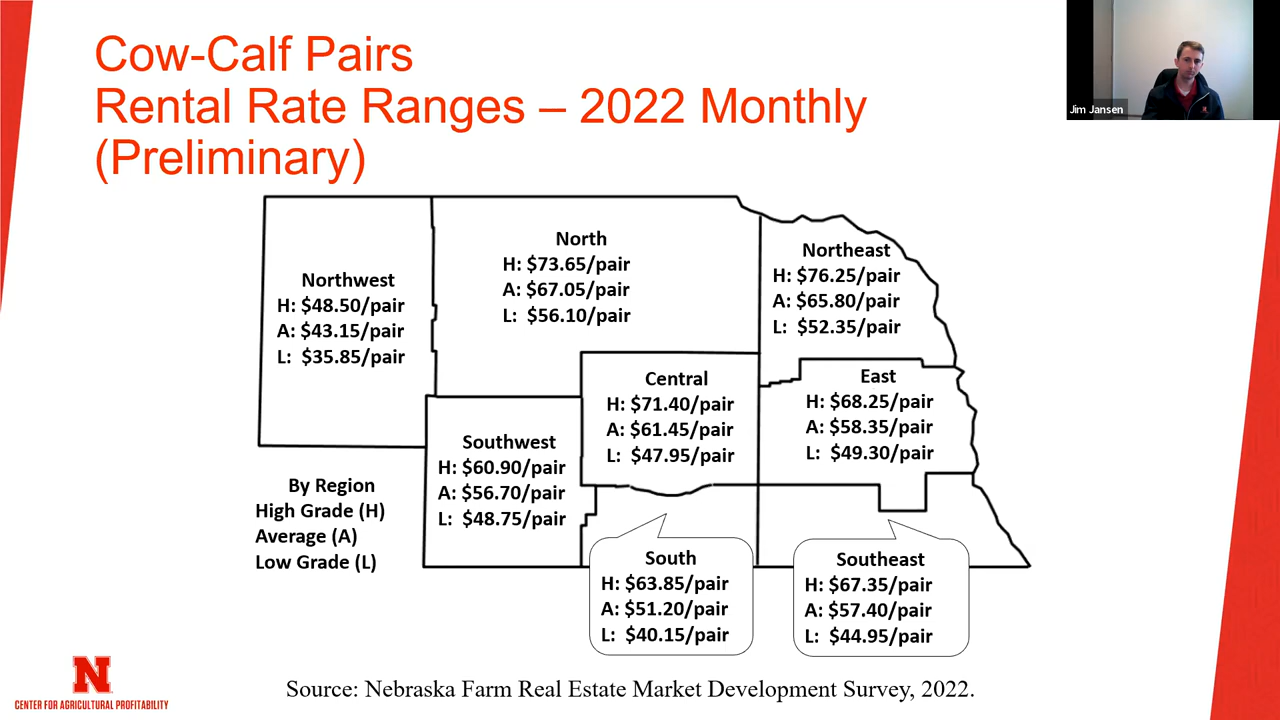 Cow-Calf Pairs
Rental Rate Ranges – 2022 Monthly
(Preliminary)
Jim Jansen
North
H: $73.65/pair
A: $67.05/pair
L: $56.10/pair
Northeast
H: $76.25/pair
A: $65.80/pair
L: $52.35/pair
Northwest
H: $48.50/pair
A: $43.15/pair
L: $35.85/pair
Central
H: $71.40/pair
A: $61.45/pair
L: $47.95/pair
East
H: $68.25/pair
A: $58.35/pair
L: $49.30/pair
Southwest
H: $60.90/pair
A: $56.70/pair
L: $48.75/pair
By Region
High Grade (H)
Average (A)
Low Grade (L)
South
H: $63.85/pair
A: $51.20/pair
L: $40.15/pair
Southeast
H: $67.35/pair
A: $57.40/pair
L: $44.95/pair
N
CENTER FOR AGRICULTURAL PROFITABILITY
Source: Nebraska Farm Real Estate Market Development Survey, 2022.